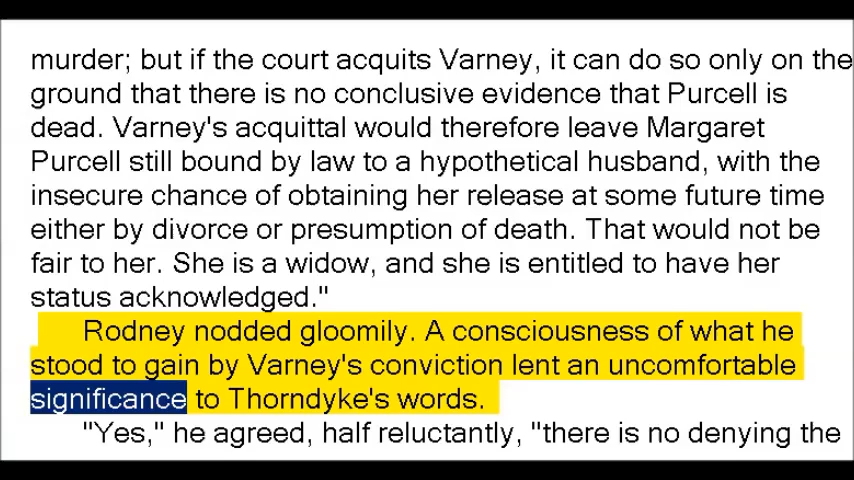 murder; but if the court acquits Varney, it can do so only on the
ground that there is no conclusive evidence that Purcell is
dead. Varney's acquittal would therefore leave Margaret
Purcell still bound by law to a hypothetical husband, with the
insecure chance of obtaining her release at some future time
either by divorce or presumption of death. That would not be
fair to her. She is a widow, and she is entitled to have her
status acknowledged."
Rodney nodded gloomily. A consciousness of what he
stood to gain by Varney's conviction lent an uncomfortable
significance to Thorndyke's words.
"Yes," he agreed, half reluctantly, "there is no denying the